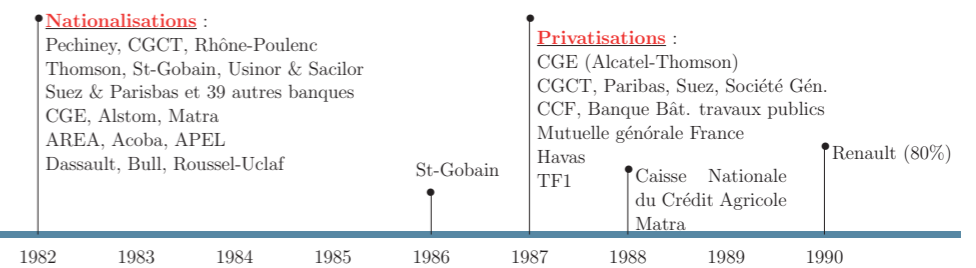 Nationalisations :
Pechiney, CGCT, Rhône-Poulenc
Thomson, St-Gobain, Usinor & Sacilor
Suez & Parisbas et 39 autres banques
CGE, Alstom, Matra
AREA, Acoba, APEL
Dassault, Bull, Roussel-Uclaf
St-Gobain
Privatisations :
CGE (Alcatel-Thomson)
CGCT, Paribas, Suez, Société Gén.
CCF, Banque Bât. travaux publics
Mutuelle génórale France
Havas
TF1
Caisse Nationale
du Crédit Agricole
Matra
Renault (80%)
1982 1983 1984 1985 1986 1987 1988 1989 1990